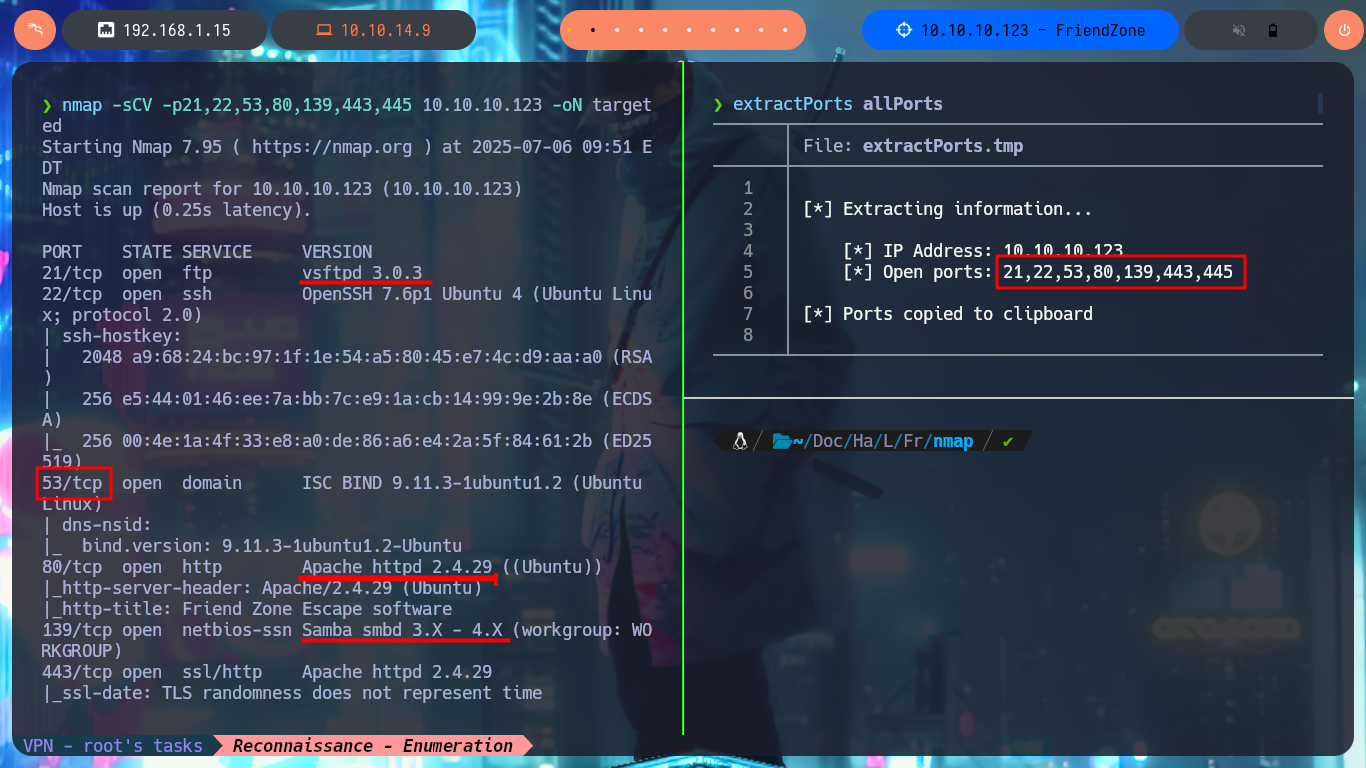 192.168.1.15
10.10.14.9
10.10.10.123 - FriendZone
❯ nmap -sCV -p21,22,53,80,139,443,445 10.10.10.123 -oN target
ed
Starting Nmap 7.95 ( https://nmap.org ) at 2025-07-06 09:51 E
DT
Nmap scan report for 10.10.10.123 (10.10.10.123)
Host is up (0.25s latency).
PORT    STATE SERVICE     VERSION
21/tcp  open  ftp         vsftpd 3.0.3
22/tcp  open  ssh         OpenSSH 7.6p1 Ubuntu 4 (Ubuntu Linu
x; protocol 2.0)
| ssh-hostkey:
|   2048 a9:68:24:bc:97:1f:1e:54:a5:80:45:e7:4c:d9:aa:a0 (RSA
)
|   256 e5:44:01:46:ee:7a:bb:7c:e9:1a:cb:14:99:9e:2b:8e (ECDS
A)
|_  256 00:4e:1a:4f:33:e8:a0:de:86:a6:e4:2a:5f:84:61:2b (ED25
519)
53/tcp  open  domain      ISC BIND 9.11.3-1ubuntu1.2 (Ubuntu
Linux)
| dns-nsid:
|_  bind.version: 9.11.3-1ubuntu1.2-Ubuntu
80/tcp  open  http        Apache httpd 2.4.29 ((Ubuntu))
|_http-server-header: Apache/2.4.29 (Ubuntu)
|_http-title: Friend Zone Escape software
139/tcp open  netbios-ssn Samba smbd 3.X - 4.X (workgroup: WO
RKGROUP)
443/tcp open  ssl/http    Apache httpd 2.4.29
|_ssl-date: TLS randomness does not represent time
❯ extractPorts allPorts
File: extractPorts.tmp
1
2 [*] Extracting information...
3
4     [*] IP Address: 10.10.10.123
5     [*] Open ports: 21,22,53,80,139,443,445
6
7 [*] Ports copied to clipboard
8
~/Doc/Ha/L/Fr/nmap ✔
VPN - root's tasks
Reconnaissance - Enumeration